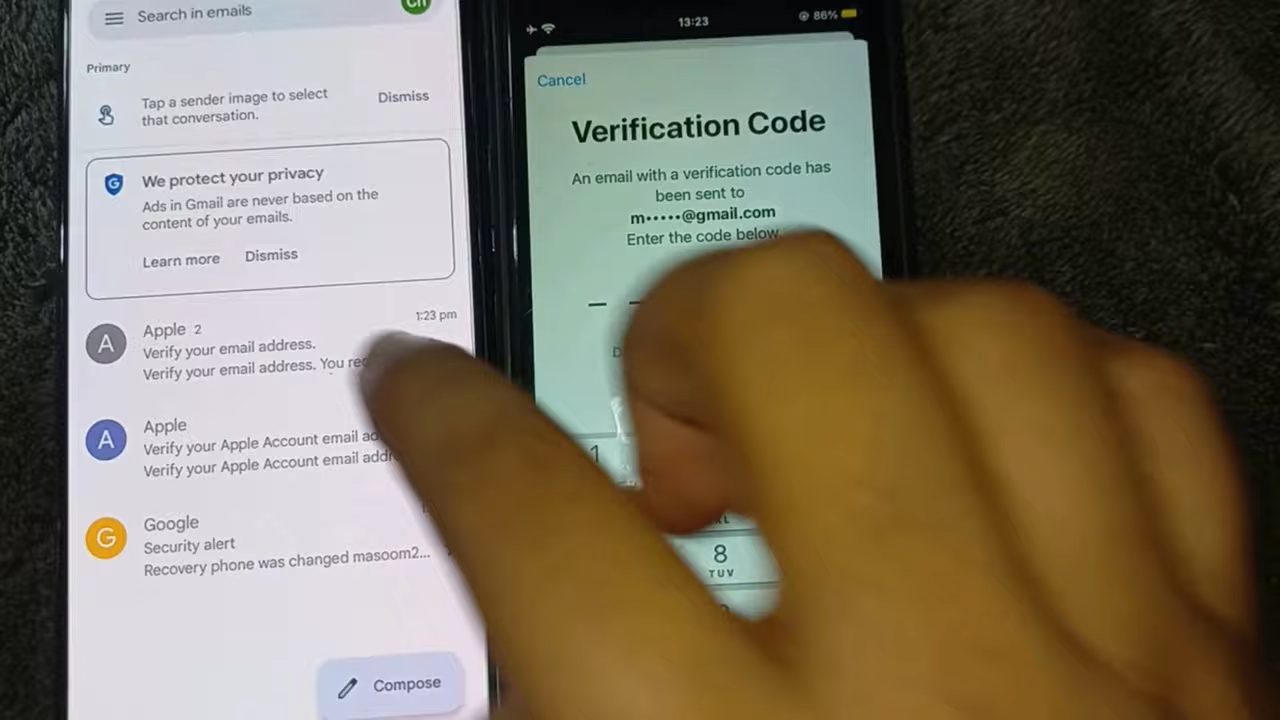 Search in emails
CH
Primary
Tap a sender image to select
that conversation.
Dismiss
We protect your privacy
Ads in Gmail are never based on the
content of your emails.
Learn more
Dismiss
Apple 2
1:23 pm
Verify your email address.
Verify your email address. You
Apple
Verify your Apple Account email
Verify your Apple Account email
Google
Security alert
Recovery phone was changed masoom2...
Compose
13:23
86%
Cancel
Verification Code
An email with a verification code has
been sent to
m•••••@gmail.com
Enter the code below.
1
8
TUV